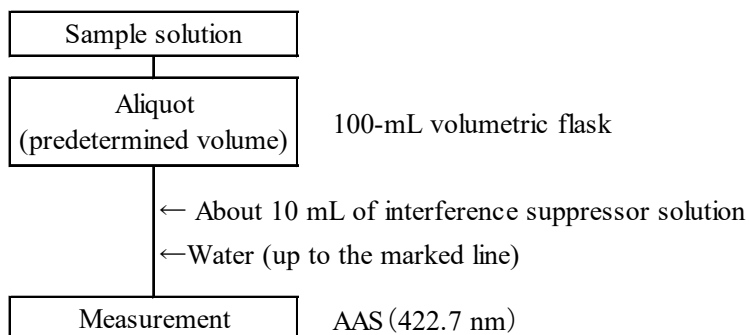 Sample solution
Aliquot
(predetermined volume)
100-mL volumetric flask
← About 10 mL of interference suppressor solution
←Water (up to the marked line)
Measurement
AAS (422.7 nm)